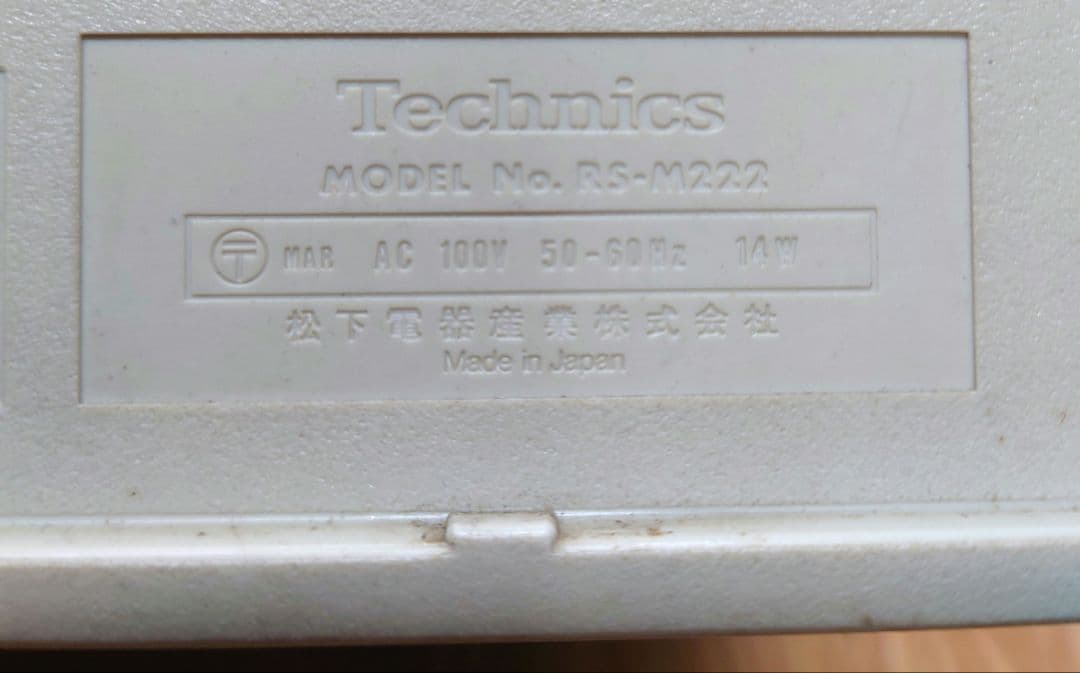 Technics
MODEL No. RS-M222
〒 MAR AC 100V 50-60Hz 14W
松下電器産業株式会社
Made in Japan